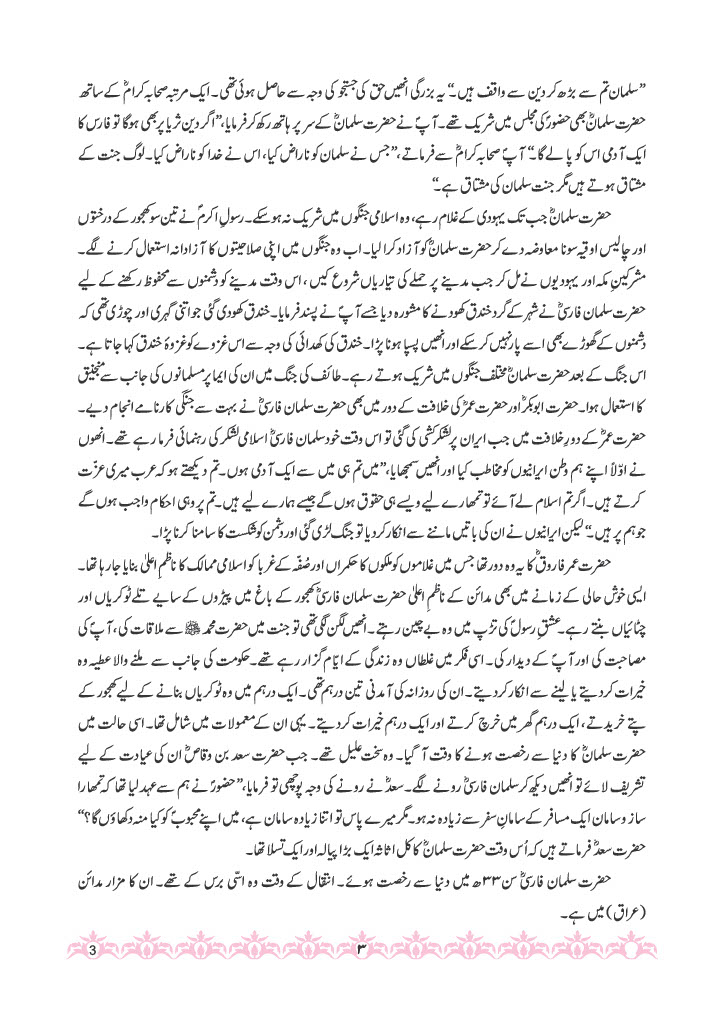 ”سلمان تم سے بڑھ کر دین سے واقف ہیں۔“ یہ بزرگی انھیں حق کی جستجو کی وجہ سے حاصل ہوئی تھی۔ ایک مرتبہ صحابہ کرامؓ کے ساتھ
حضرت سلمانؓ بھی حضورؐ کی مجلس میں شریک تھے۔ آپؐ نے حضرت سلمانؓ کے سر پر ہاتھ رکھ کر فرمایا، ”اگر دین ثریا پر بھی ہوگا تو فارس کا
ایک آدمی اس کو پا لے گا۔“ آپؐ صحابہ کرامؓ سے فرماتے، ”جس نے سلمان کو ناراض کیا، اس نے خدا کو ناراض کیا۔ لوگ جنت کے
مشتاق ہوتے ہیں مگر جنت سلمان کی مشتاق ہے۔“
حضرت سلمانؓ جب تک یہودی کے غلام رہے، وہ اسلامی جنگوں میں شریک نہ ہوسکے۔ رسولِ اکرمؐ نے تین سو کھجور کے درختوں
اور چالیس اوقیہ سونا معاوضہ دے کر حضرت سلمانؓ کو آزاد کرا لیا۔ اب وہ جنگوں میں اپنی صلاحیتوں کا آزادانہ استعمال کرنے لگے۔
مشرکینِ مکہ اور یہودیوں نے مل کر جب مدینے پر حملے کی تیاریاں شروع کیں، اس وقت مدینے کو دشمنوں سے محفوظ رکھنے کے لیے
حضرت سلمان فارسیؓ نے شہر کے گرد خندق کھودنے کا مشورہ دیا جسے آپؐ نے پسند فرمایا۔ خندق کھودی گئی جو اتنی گہری اور چوڑی تھی کہ
دشمنوں کے گھوڑے بھی اسے پار نہیں کرسکے اور انھیں پسپا ہونا پڑا۔ خندق کی کھدائی کی وجہ سے اس غزوے کو غزوۂ خندق کہا جاتا ہے۔
اس جنگ کے بعد حضرت سلمانؓ مختلف جنگوں میں شریک ہوتے رہے۔ طائف کی جنگ میں ان کی ایما پر مسلمانوں کی جانب سے منجنیق
کا استعمال ہوا۔ حضرت ابوبکرؓ اور حضرت عمرؓ کی خلافت کے دور میں بھی حضرت سلمان فارسیؓ نے بہت سے جنگی کارنامے انجام دیے۔
حضرت عمرؓ کے دورِ خلافت میں جب ایران پر لشکر کشی کی گئی تو اس وقت خود سلمان فارسیؓ اسلامی لشکر کی رہنمائی فرما رہے تھے۔ انھوں
نے اوّلاً اپنے ہم وطن ایرانیوں کو مخاطب کیا اور انھیں سمجھایا، ”میں تم ہی میں سے ایک آدمی ہوں۔ تم دیکھتے ہو کہ عرب میری عزّت
کرتے ہیں۔ اگر تم اسلام لے آئے تو تمھارے لیے ویسے ہی حقوق ہوں گے جیسے ہمارے لیے ہیں۔ تم پر وہی احکام واجب ہوں گے
جو ہم پر ہیں۔“ لیکن ایرانیوں نے ان کی باتیں ماننے سے انکار کر دیا تو جنگ لڑی گئی اور دشمن کو شکست کا سامنا کرنا پڑا۔
حضرت عمر فاروقؓ کا یہ وہ دور تھا جس میں غلاموں کو ملکوں کا حکمراں اور صُفّہ کے غربا کو اسلامی ممالک کا ناظمِ اعلیٰ بنایا جا رہا تھا۔
ایسی خوش حالی کے زمانے میں بھی مدائن کے ناظمِ اعلیٰ حضرت سلمان فارسیؓ کھجور کے باغ میں پیڑوں کے سایے تلے ٹوکریاں اور
چٹائیاں بنتے رہے۔ عشقِ رسولؐ کی تڑپ میں وہ بے چین رہتے۔ انھیں لگن لگی تھی تو جنت میں حضرت محمد ﷺ سے ملاقات کی، آپؐ کی
مصاحبت کی اور آپؐ کے دیدار کی۔ اسی فکر میں غلطاں وہ زندگی کے ایّام گزار رہے تھے۔ حکومت کی جانب سے ملنے والا عطیہ وہ
خیرات کر دیتے یا لینے سے انکار کر دیتے۔ ان کی روزانہ کی آمدنی تین درہم تھی۔ ایک درہم میں وہ ٹوکریاں بنانے کے لیے کھجور کے
پتے خریدتے، ایک درہم گھر میں خرچ کرتے اور ایک درہم خیرات کر دیتے۔ یہی ان کے معمولات میں شامل تھا۔ اسی حالت میں
حضرت سلمانؓ کا دنیا سے رخصت ہونے کا وقت آ گیا۔ وہ سخت علیل تھے۔ جب حضرت سعد بن وقاصؓ ان کی عیادت کے لیے
تشریف لائے تو انھیں دیکھ کر سلمان فارسیؓ رونے لگے۔ سعدؓ نے رونے کی وجہ پوچھی تو فرمایا، ”حضورؐ نے ہم سے عہد لیا تھا کہ تمھارا
ساز و سامان ایک مسافر کے سامانِ سفر سے زیادہ نہ ہو۔ مگر میرے پاس تو اتنا زیادہ سامان ہے، میں اپنے محبوبؐ کو کیا منہ دکھاؤں گا؟“
حضرت سعدؓ فرماتے ہیں کہ اُس وقت حضرت سلمانؓ کا کل اثاثہ ایک بڑا پیالہ اور ایک تسلا تھا۔
حضرت سلمان فارسیؓ سن ۳۳ھ میں دنیا سے رخصت ہوئے۔ انتقال کے وقت وہ اسّی برس کے تھے۔ ان کا مزار مدائن
(عراق) میں ہے۔
۳
3